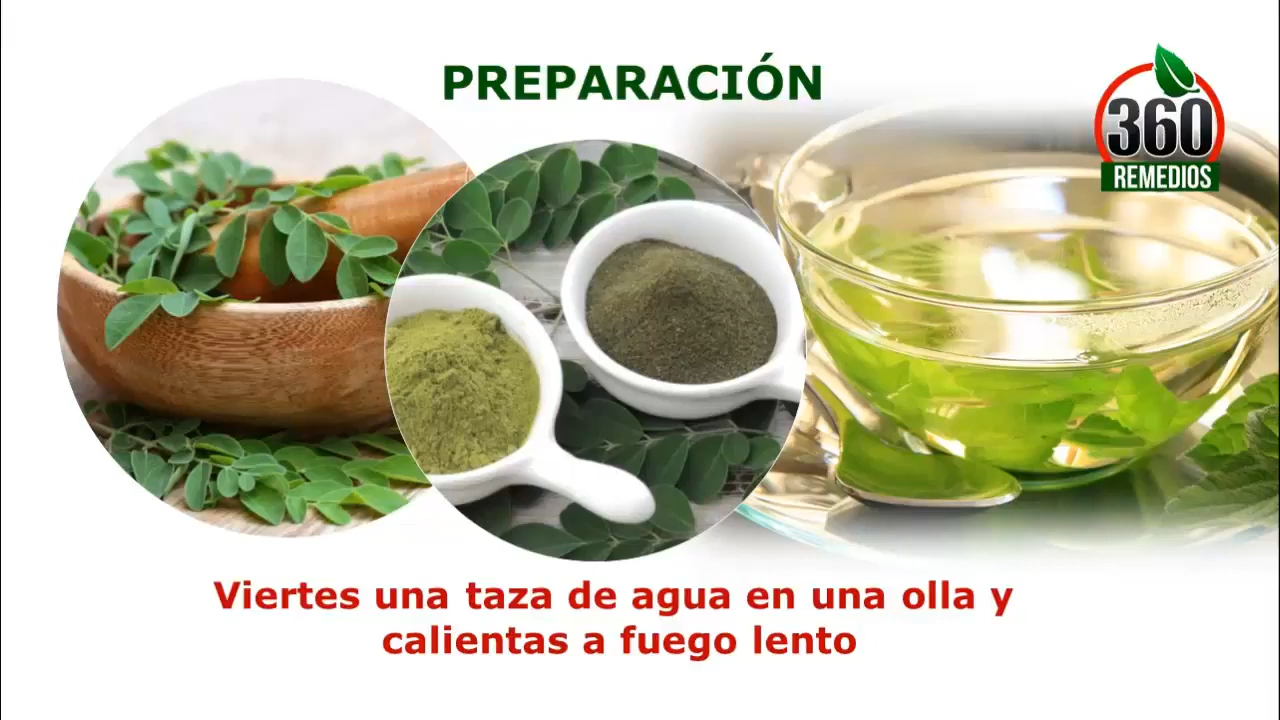 PREPARACIÓN
360
REMEDIOS
Viertes una taza de agua en una olla y
calientas a fuego lento